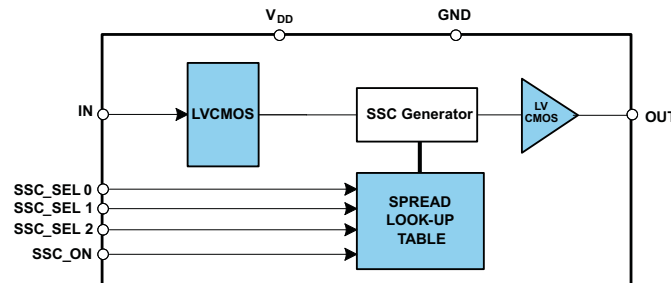 VDD
GND
IN
LVCMOS
SSC Generator
LV
CMOS
OUT
SSC_SEL 0
SSC_SEL 1
SSC_SEL 2
SSC_ON
SPREAD
LOOK-UP
TABLE